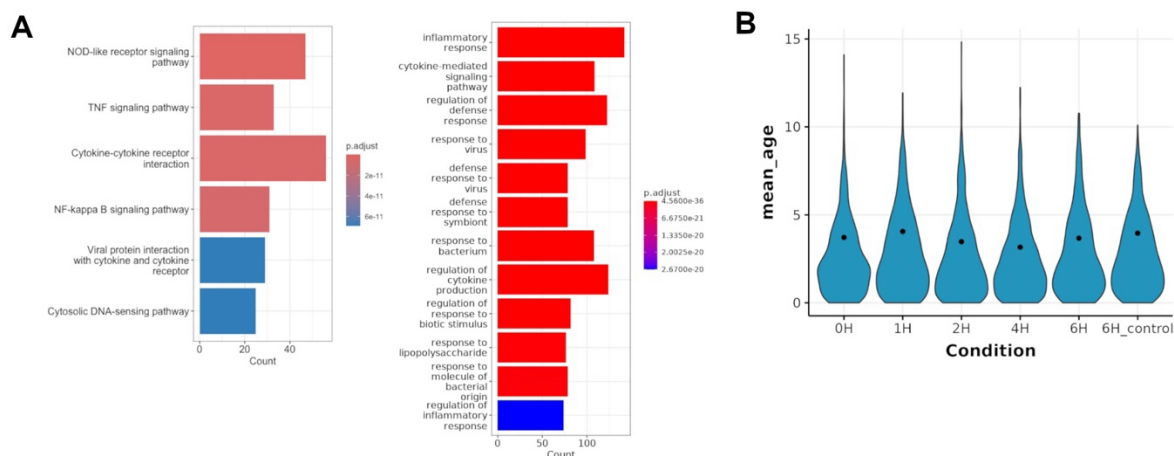 A
NOD-like receptor signaling
pathway
TNF signaling pathway
Cytokine-cytokine receptor
interaction
NF-kappa B signaling pathway
Viral protein interaction
with cytokine and cytokine
receptor
Cytosolic DNA-sensing pathway
0
20
40
Count
p.adjust
2e-11
4e-11
6e-11
inflammatory
response
cytokine-mediated
signaling
pathway
regulation of
defense
response
response to
virus
defense
response to
virus
defense
response to
symbiont
response to
bacterium
regulation of
cytokine
production
regulation of
response to
biotic stimulus
response to
lipopolysaccharide
response to
molecule of
bacterial
origin
regulation of
inflammatory
response
0
50
100
Count
p.adjust
4.5600e-36
6.6750e-21
1.3350e-20
2.0025e-20
2.6700e-20
B
mean_age
15
10
5
0
0H
1H
2H
4H
6H
6H_control
Condition